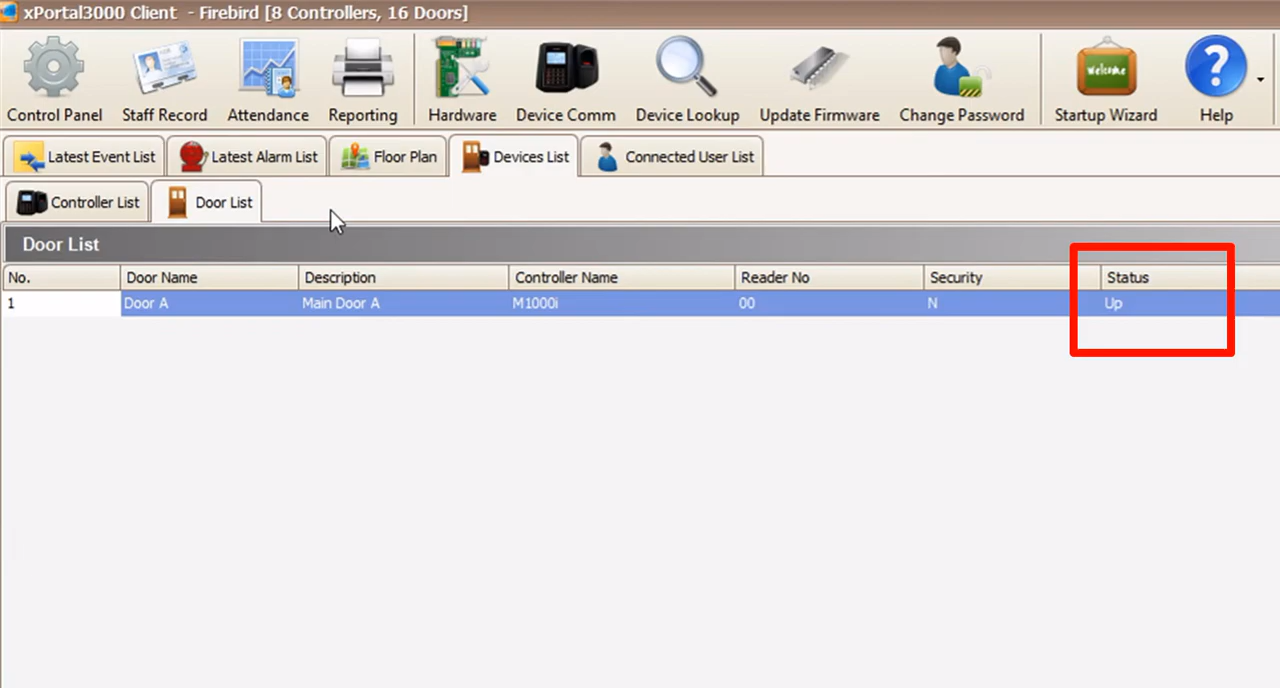 xPortal3000 Client - Firebird [8 Controllers, 16 Doors]
Control Panel Staff Record Attendance Reporting Hardware Device Comm Device Lookup Update Firmware Change Password Startup Wizard Help
Welcome
Latest Event List Latest Alarm List Floor Plan Devices List Connected User List
Controller List Door List
Door List
No. Door Name Description Controller Name Reader No Security Status
1 Door A Main Door A M1000i 00 N Up